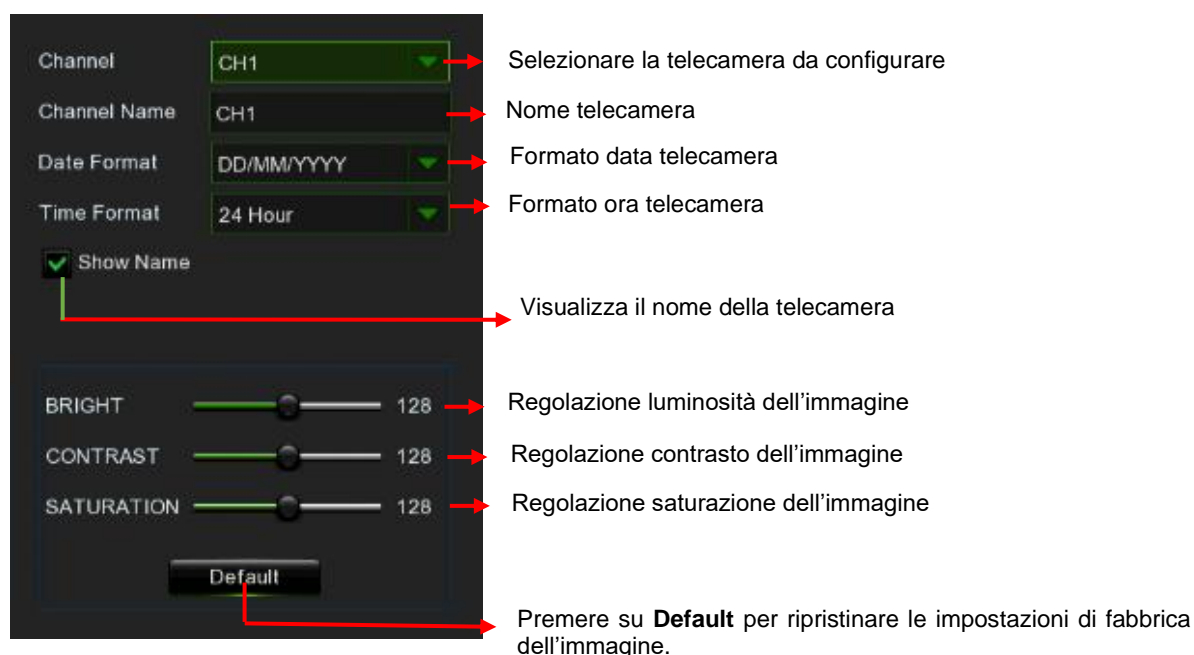 Channel CH1 Selezionare la telecamera da configurare
Channel Name CH1 Nome telecamera
Date Format DD/MM/YYYY Formato data telecamera
Time Format 24 Hour Formato ora telecamera
Show Name
Visualizza il nome della telecamera
BRIGHT 128 Regolazione luminosità dell’immagine
CONTRAST 128 Regolazione contrasto dell’immagine
SATURATION 128 Regolazione saturazione dell’immagine
Default
Premere su Default per ripristinare le impostazioni di fabbrica
dell’immagine.